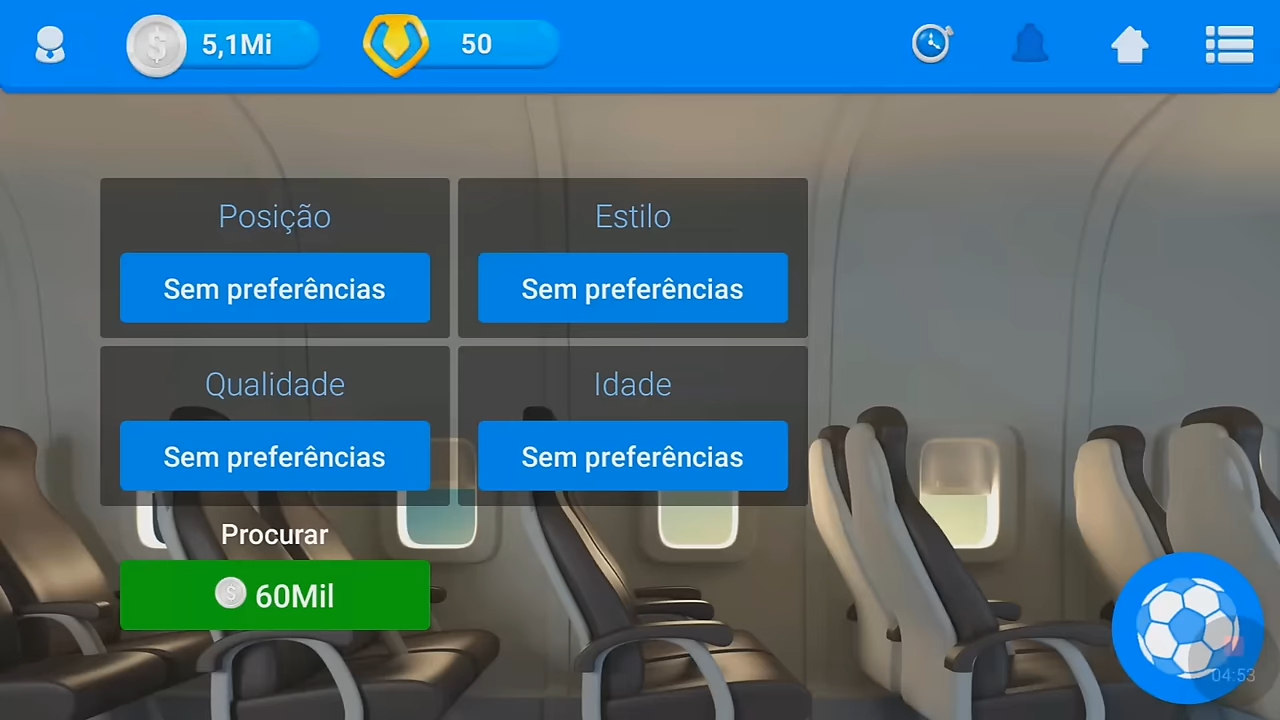 5,1Mi
50
Posição
Estilo
Sem preferências
Sem preferências
Qualidade
Idade
Sem preferências
Sem preferências
Procurar
$ 60Mil
04:53